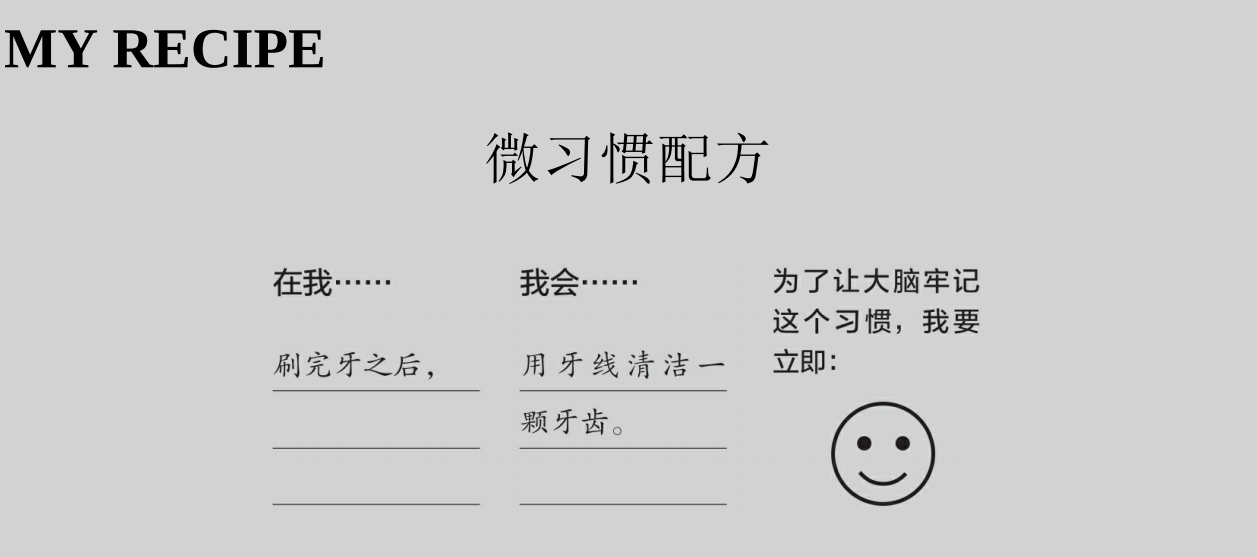 MY RECIPE
微习惯配方
在我……
刷完牙之后，
我会……
用牙线清洁一
颗牙齿。
为了让大脑牢记
这个习惯，我要
立即：